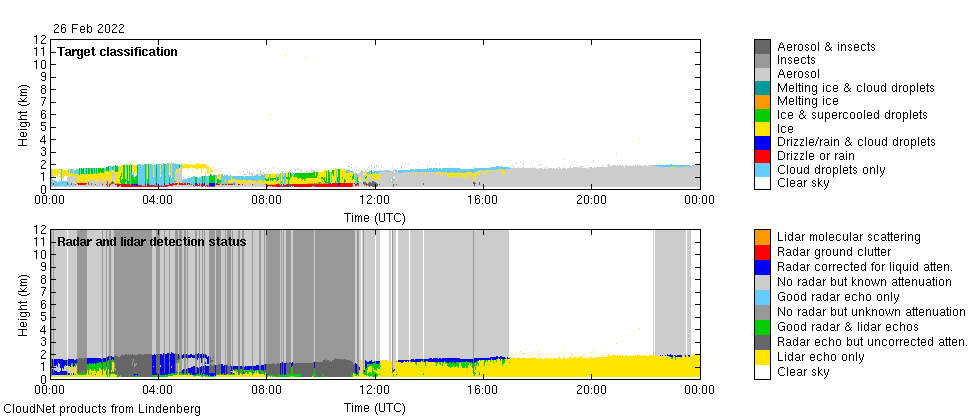 26 Feb 2022
Target classification
12
11
10
9
8
7
6
5
4
3
2
1
0
Height (km)
00:00 04:00 08:00 12:00 16:00 20:00 00:00
Time (UTC)
Aerosol & insects
Insects
Aerosol
Melting ice & cloud droplets
Melting ice
Ice & supercooled droplets
Ice
Drizzle/rain & cloud droplets
Drizzle or rain
Cloud droplets only
Clear sky
Radar and lidar detection status
12
11
10
9
8
7
6
5
4
3
2
1
0
Height (km)
00:00 04:00 08:00 12:00 16:00 20:00 00:00
Time (UTC)
Lidar molecular scattering
Radar ground clutter
Radar corrected for liquid atten.
No radar but known attenuation
Good radar echo only
No radar but unknown attenuation
Good radar & lidar echos
Radar echo but uncorrected atten.
Lidar echo only
Clear sky
CloudNet products from Lindenberg